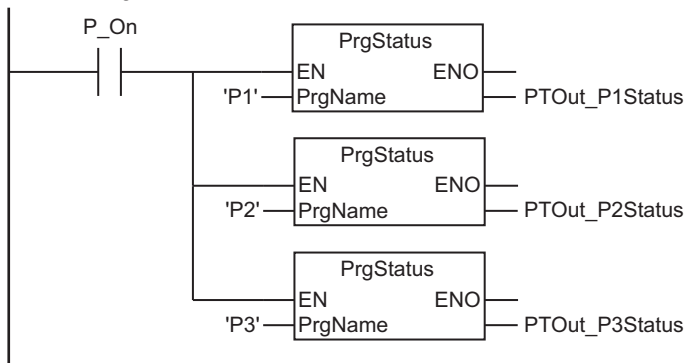 P_On
PrgStatus
EN ENO
'P1' PrgName PTOut_P1Status
PrgStatus
EN ENO
'P2' PrgName PTOut_P2Status
PrgStatus
EN ENO
'P3' PrgName PTOut_P3Status